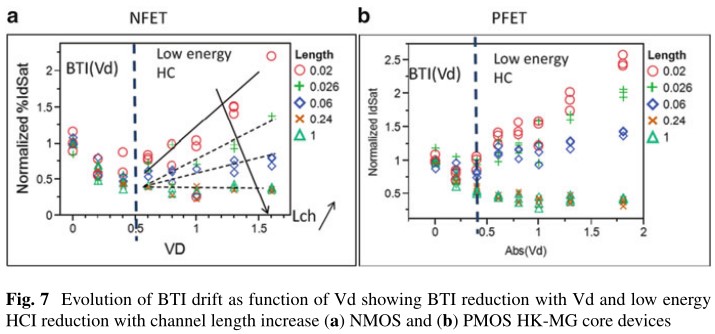 a
NFET
Normalized %IdSat
2
1.5
1
0.5
0
BTI(Vd)
Low energy
HC
Length
0.02
0.026
0.06
0.24
1
0
0.5
1.0
1.5
VD
Lch
b
PFET
Normalized IdSat
2.5
2
1.5
1
0.5
BTI(Vd)
Low energy
HC
Length
0.02
0.026
0.06
0.24
1
0
0.5
1
1.5
2
Abs(Vd)
Fig. 7 Evolution of BTI drift as function of Vd showing BTI reduction with Vd and low energy
HCI reduction with channel length increase (a) NMOS and (b) PMOS HK-MG core devices